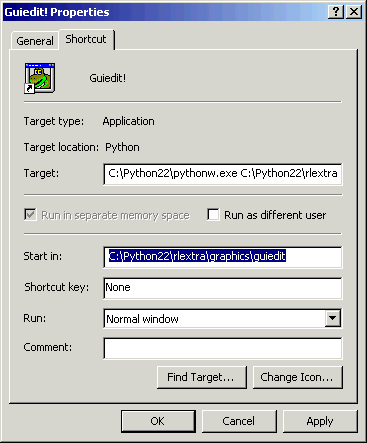 Guiedit! Properties
General Shortcut
Guiedit!
Target type: Application
Target location: Python
Target: C:\Python22\pythonw.exe C:\Python22\rlextra
Run in separate memory space Run as different user
Start in: C:\Python22\rlextra\graphics\guiedit
Shortcut key: None
Run: Normal window
Comment:
Find Target... Change Icon...
OK Cancel Apply